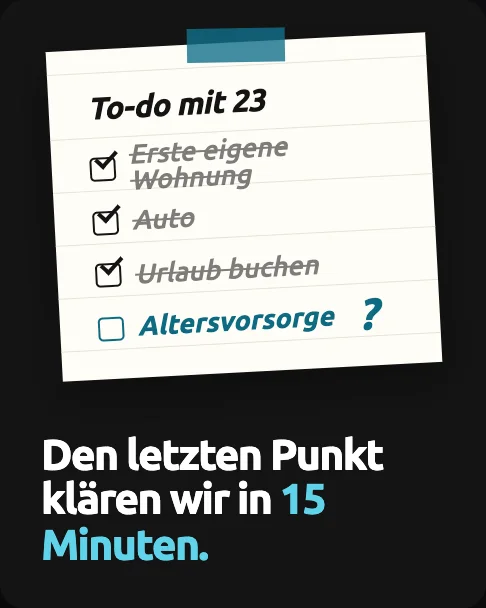 To-do mit 23
Erste eigene
Wohnung
Auto
Urlaub buchen
Altersvorsorge ?
Den letzten Punkt
klären wir in 15
Minuten.